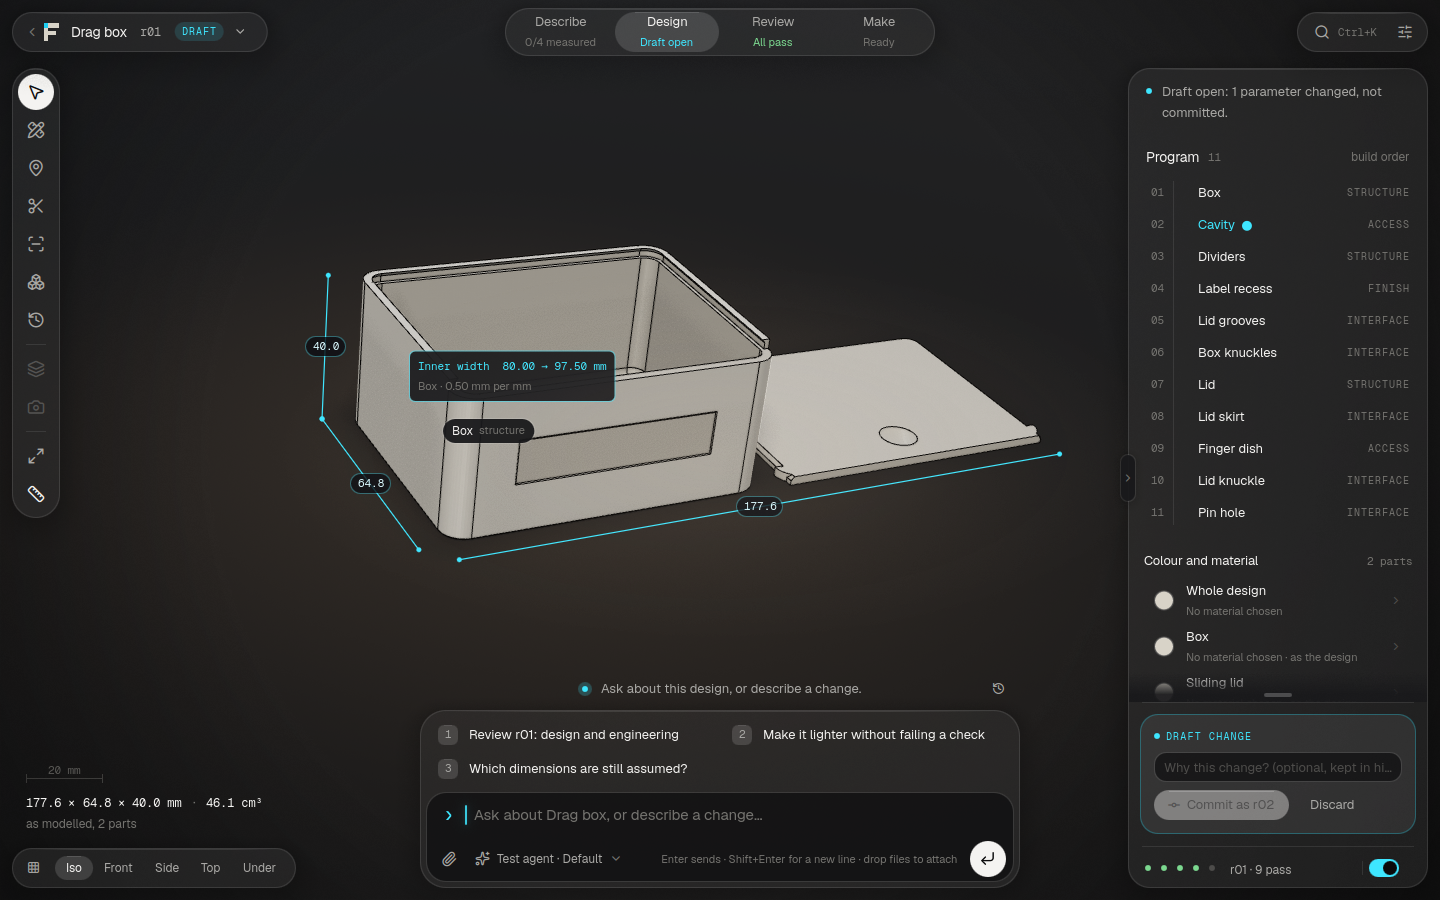 Drag box r01 DRAFT
Describe
0/4 measured
Design
Draft open
Review
All pass
Make
Ready
Ctrl+K
Draft open: 1 parameter changed, not
committed.
Program 11 build order
01 Box STRUCTURE
02 Cavity ACCESS
03 Dividers STRUCTURE
04 Label recess FINISH
05 Lid grooves INTERFACE
06 Box knuckles INTERFACE
07 Lid STRUCTURE
08 Lid skirt INTERFACE
09 Finger dish ACCESS
10 Lid knuckle INTERFACE
11 Pin hole INTERFACE
Colour and material 2 parts
Whole design
No material chosen
Box
No material chosen · as the design
Sliding lid
DRAFT CHANGE
Why this change? (optional, kept in hi...
Commit as r02 Discard
r01 · 9 pass
40.0
Inner width 80.00 → 97.50 mm
Box · 0.50 mm per mm
Box structure
64.8
177.6
Ask about this design, or describe a change.
1 Review r01: design and engineering
2 Make it lighter without failing a check
3 Which dimensions are still assumed?
Ask about Drag box, or describe a change...
Test agent · Default
Enter sends · Shift+Enter for a new line · drop files to attach
20 mm
177.6 × 64.8 × 40.0 mm · 46.1 cm³
as modelled, 2 parts
Iso Front Side Top Under